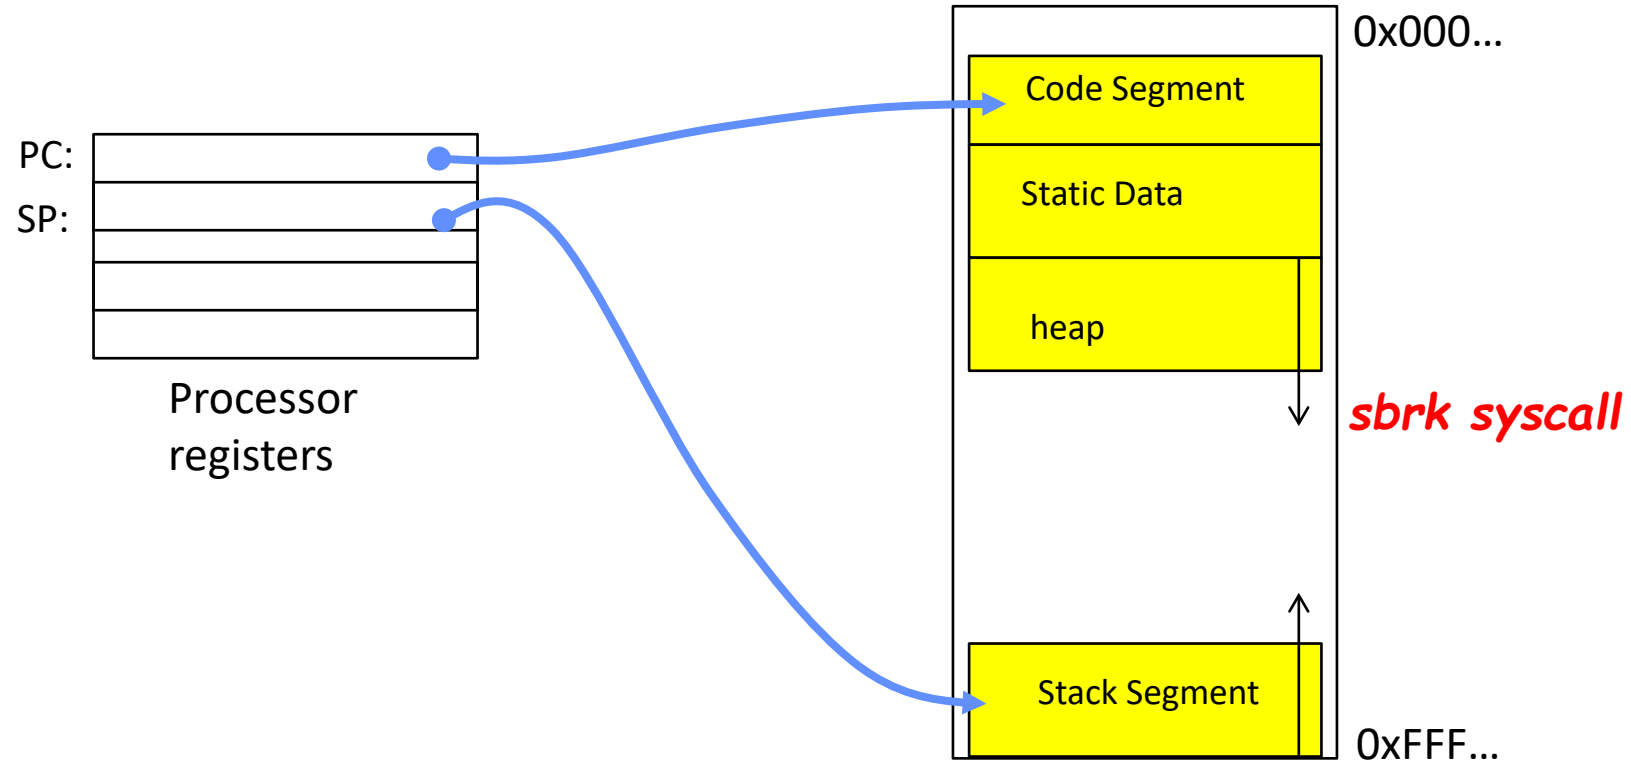 PC:
SP:
Processor
registers
0x000…
Code Segment
Static Data
heap
sbrk syscall
Stack Segment
0xFFF…